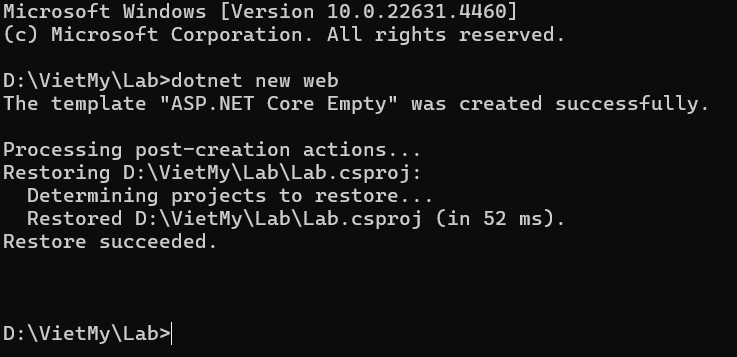 Microsoft Windows [Version 10.0.22631.4460]
(c) Microsoft Corporation. All rights reserved.
D:\VietMy\Lab>dotnet new web
The template "ASP.NET Core Empty" was created successfully.
Processing post-creation actions...
Restoring D:\VietMy\Lab\Lab.csproj:
  Determining projects to restore...
  Restored D:\VietMy\Lab\Lab.csproj (in 52 ms).
Restore succeeded.
D:\VietMy\Lab>